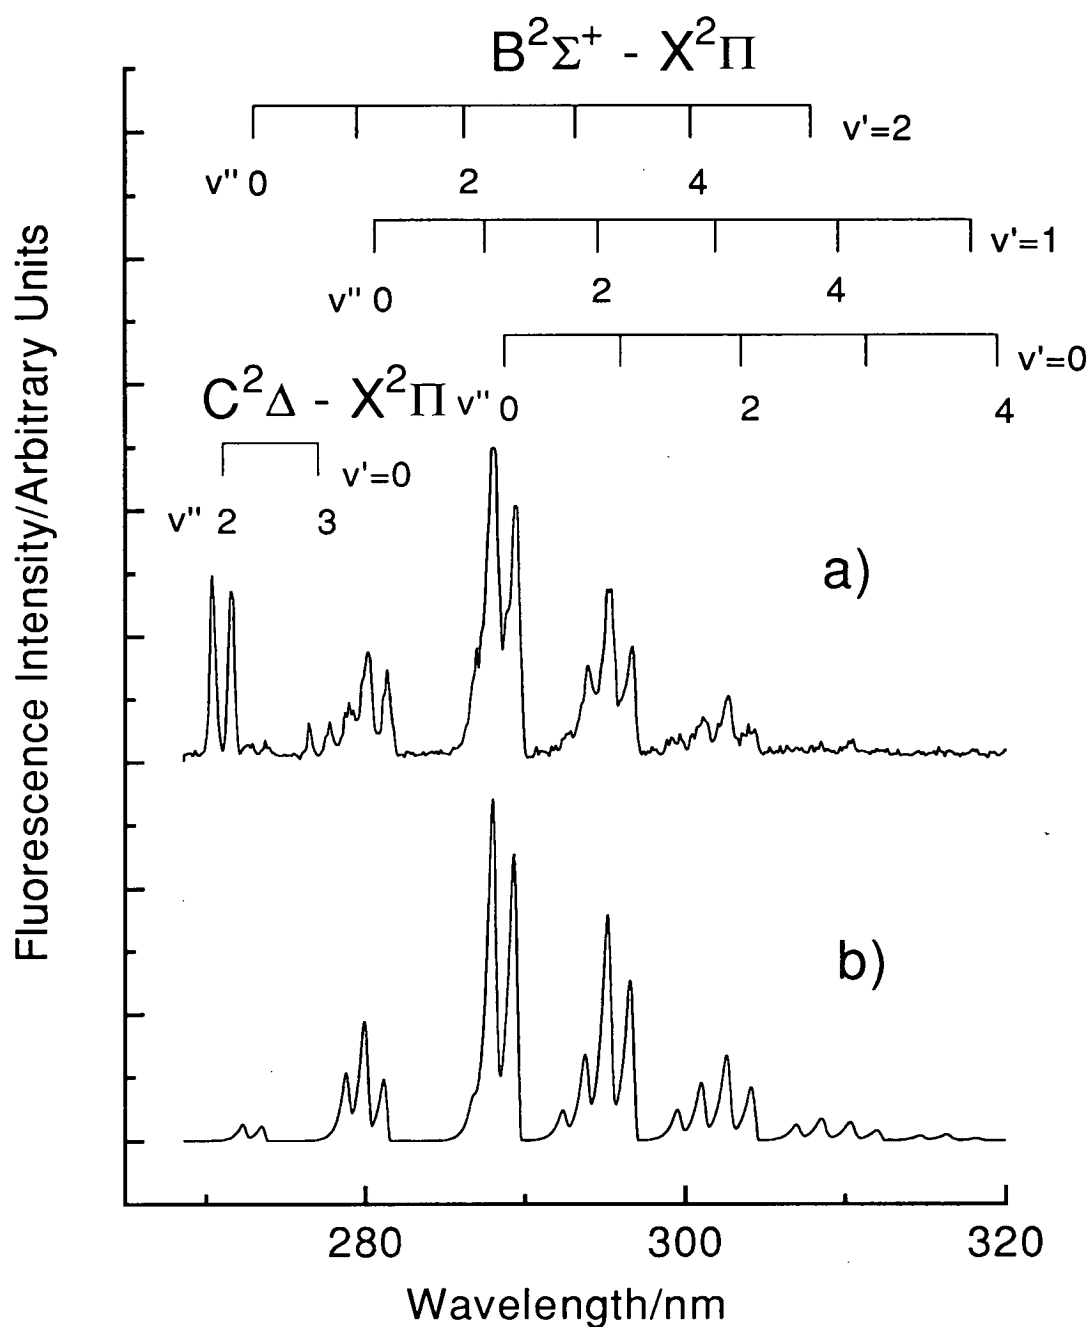 B²Σ⁺ - X²Π
v'=2
v'' 0 2 4
v'=1
v'' 0 2 4
v'=0
C²Δ - X²Π v'' 0 2 4
v'=0
v'' 2 3
a)
b)
Fluorescence Intensity/Arbitrary Units
280 300 320
Wavelength/nm